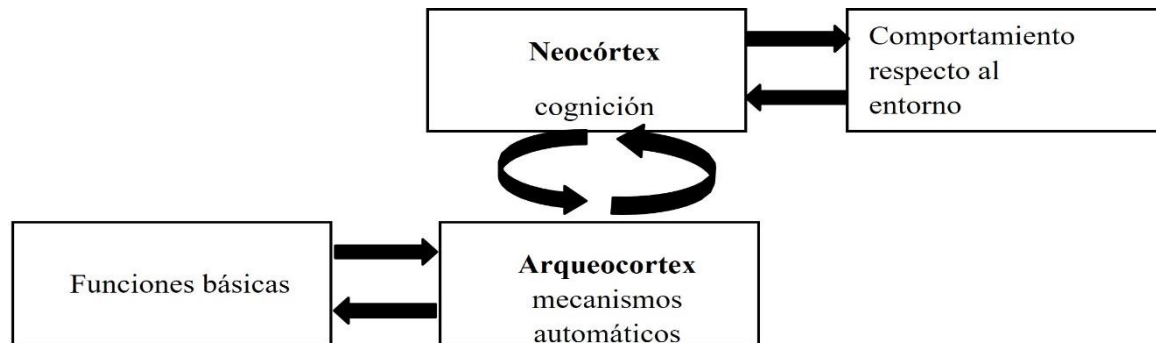 Neocórtex
cognición
Comportamiento
respecto al
entorno
Funciones básicas
Arqueocortex
mecanismos
automáticos